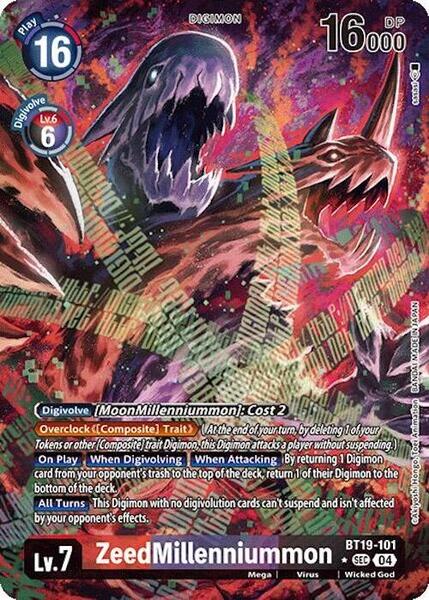 Play
16
DIGIMON
DP
16000
Digivolve
Lv.6
6
Digivolve [MoonMillenniummon]: Cost 2
Overclock《[Composite] Trait》 (At the end of your turn, by deleting 1 of your
Tokens or other [Composite] trait Digimon, this Digimon attacks a player without suspending.)
On Play When Digivolving When Attacking By returning 1 Digimon
card from your opponent's trash to the top of the deck, return 1 of their Digimon to the
bottom of the deck.
All Turns This Digimon with no digivolution cards can't suspend and isn't affected
by your opponent's effects.
©Akiyoshi Hongo, Toei Animation BANDAI MADE IN JAPAN
Lv.7
ZeedMillenniummon
BT19-101
SEC 04
Mega Virus Wicked God